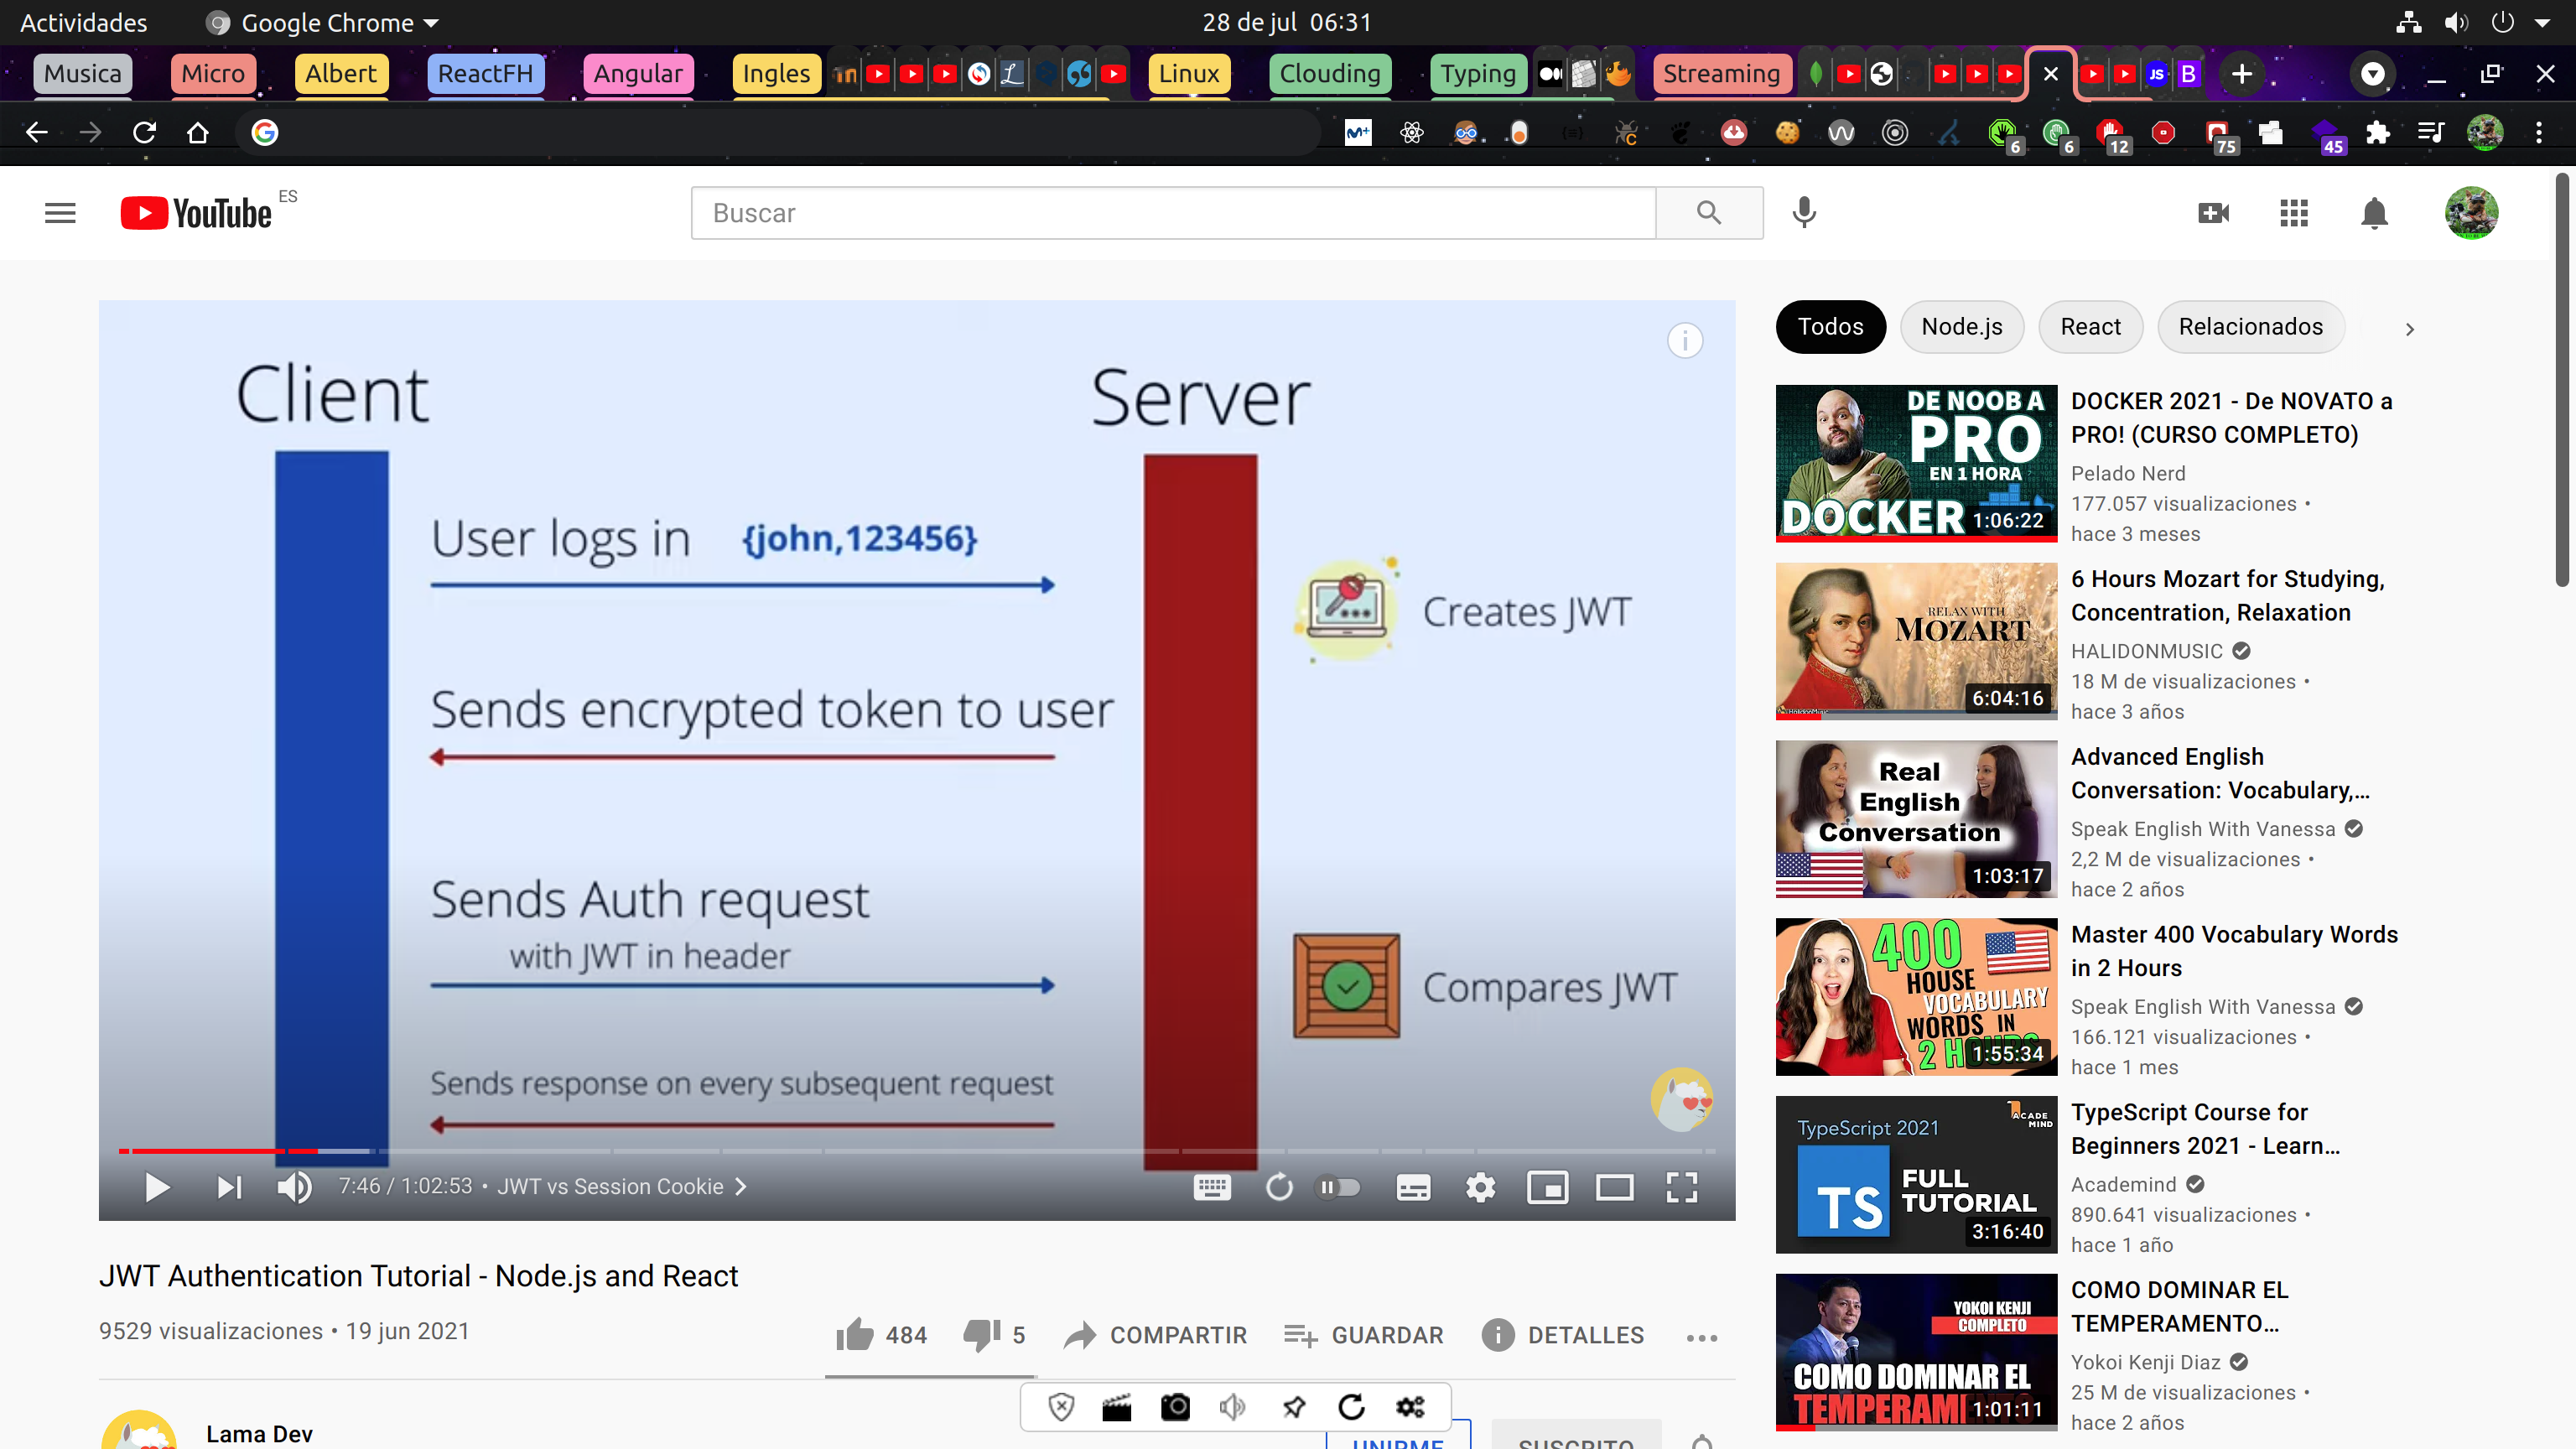 Actividades
Google Chrome
28 de jul 06:31
Musica
Micro
Albert
ReactFH
Angular
Ingles
Linux
Clouding
Typing
Streaming
JS
B
6
6
12
75
45
YouTube ES
Buscar
Client
Server
User logs in {john,123456}
Creates JWT
Sends encrypted token to user
Sends Auth request
with JWT in header
Compares JWT
Sends response on every subsequent request
7:46 / 1:02:53 • JWT vs Session Cookie
JWT Authentication Tutorial - Node.js and React
9529 visualizaciones • 19 jun 2021
484
5
COMPARTIR
GUARDAR
DETALLES
Lama Dev
UNIRME
SUSCRITO
Todos
Node.js
React
Relacionados
DE NOOB A
PRO
EN 1 HORA
DOCKER
1:06:22
DOCKER 2021 - De NOVATO a
PRO! (CURSO COMPLETO)
Pelado Nerd
177.057 visualizaciones •
hace 3 meses
RELAX WITH
MOZART
6:04:16
6 Hours Mozart for Studying,
Concentration, Relaxation
HALIDONMUSIC
18 M de visualizaciones •
hace 3 años
Real
English
Conversation
1:03:17
Advanced English
Conversation: Vocabulary,...
Speak English With Vanessa
2,2 M de visualizaciones •
hace 2 años
400
HOUSE
VOCABULARY
WORDS IN
1:55:34
Master 400 Vocabulary Words
in 2 Hours
Speak English With Vanessa
166.121 visualizaciones •
hace 1 mes
ACADE
MIND
TypeScript 2021
TS
FULL
TUTORIAL
3:16:40
TypeScript Course for
Beginners 2021 - Learn...
Academind
890.641 visualizaciones •
hace 1 año
YOKOI KENJI
COMPLETO
COMO DOMINAR EL
1:01:11
COMO DOMINAR EL
TEMPERAMENTO...
Yokoi Kenji Diaz
25 M de visualizaciones •
hace 2 años